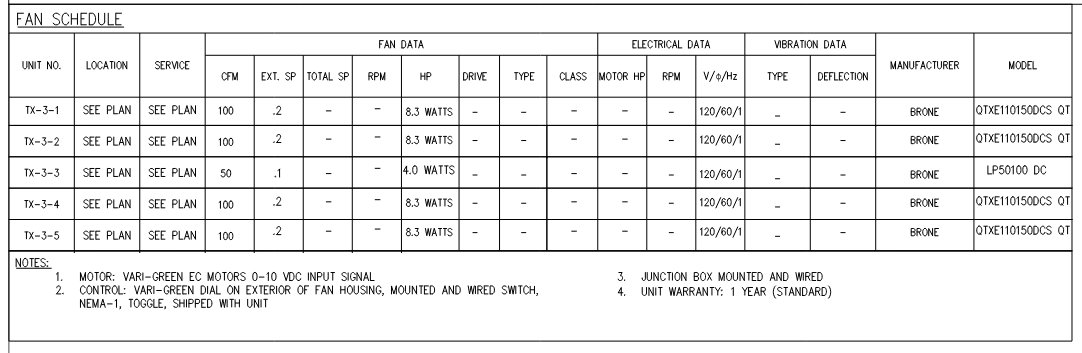 FAN SCHEDULE
FAN DATA ELECTRICAL DATA VIBRATION DATA
UNIT NO. LOCATION SERVICE MANUFACTURER MODEL
CFM EXT. SP TOTAL SP RPM HP DRIVE TYPE CLASS MOTOR HP RPM V/φ/Hz TYPE DEFLECTION
TX-3-1 SEE PLAN SEE PLAN 100 .2 - - 8.3 WATTS - - - - - 120/60/1 - - BRONE QTXE110150DCS QT
TX-3-2 SEE PLAN SEE PLAN 100 .2 - - 8.3 WATTS - - - - - 120/60/1 - - BRONE QTXE110150DCS QT
TX-3-3 SEE PLAN SEE PLAN 50 .1 - - 4.0 WATTS - - - - - 120/60/1 - - BRONE LP50100 DC
TX-3-4 SEE PLAN SEE PLAN 100 .2 - - 8.3 WATTS - - - - - 120/60/1 - - BRONE QTXE110150DCS QT
TX-3-5 SEE PLAN SEE PLAN 100 .2 - - 8.3 WATTS - - - - - 120/60/1 - - BRONE QTXE110150DCS QT
NOTES:
1. MOTOR: VARI-GREEN EC MOTORS 0-10 VDC INPUT SIGNAL
2. CONTROL: VARI-GREEN DIAL ON EXTERIOR OF FAN HOUSING, MOUNTED AND WIRED SWITCH,
NEMA-1, TOGGLE, SHIPPED WITH UNIT
3. JUNCTION BOX MOUNTED AND WIRED
4. UNIT WARRANTY: 1 YEAR (STANDARD)